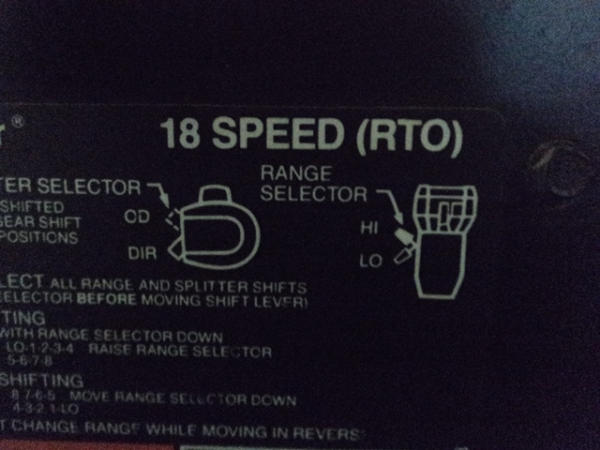 r® 18 SPEED (RTO)
TER SELECTOR
SHIFTED
GEAR SHIFT
POSITIONS
OD
DIR
RANGE
SELECTOR
HI
LO
LECT ALL RANGE AND SPLITTER SHIFTS
ELECTOR BEFORE MOVING SHIFT LEVER)
TING
WITH RANGE SELECTOR DOWN
LO-1-2-3-4 RAISE RANGE SELECTOR
5-6-7-8
SHIFTING
8-7-6-5 MOVE RANGE SELECTOR DOWN
4-3-2-1-LO
T CHANGE RANGE WHILE MOVING IN REVERS